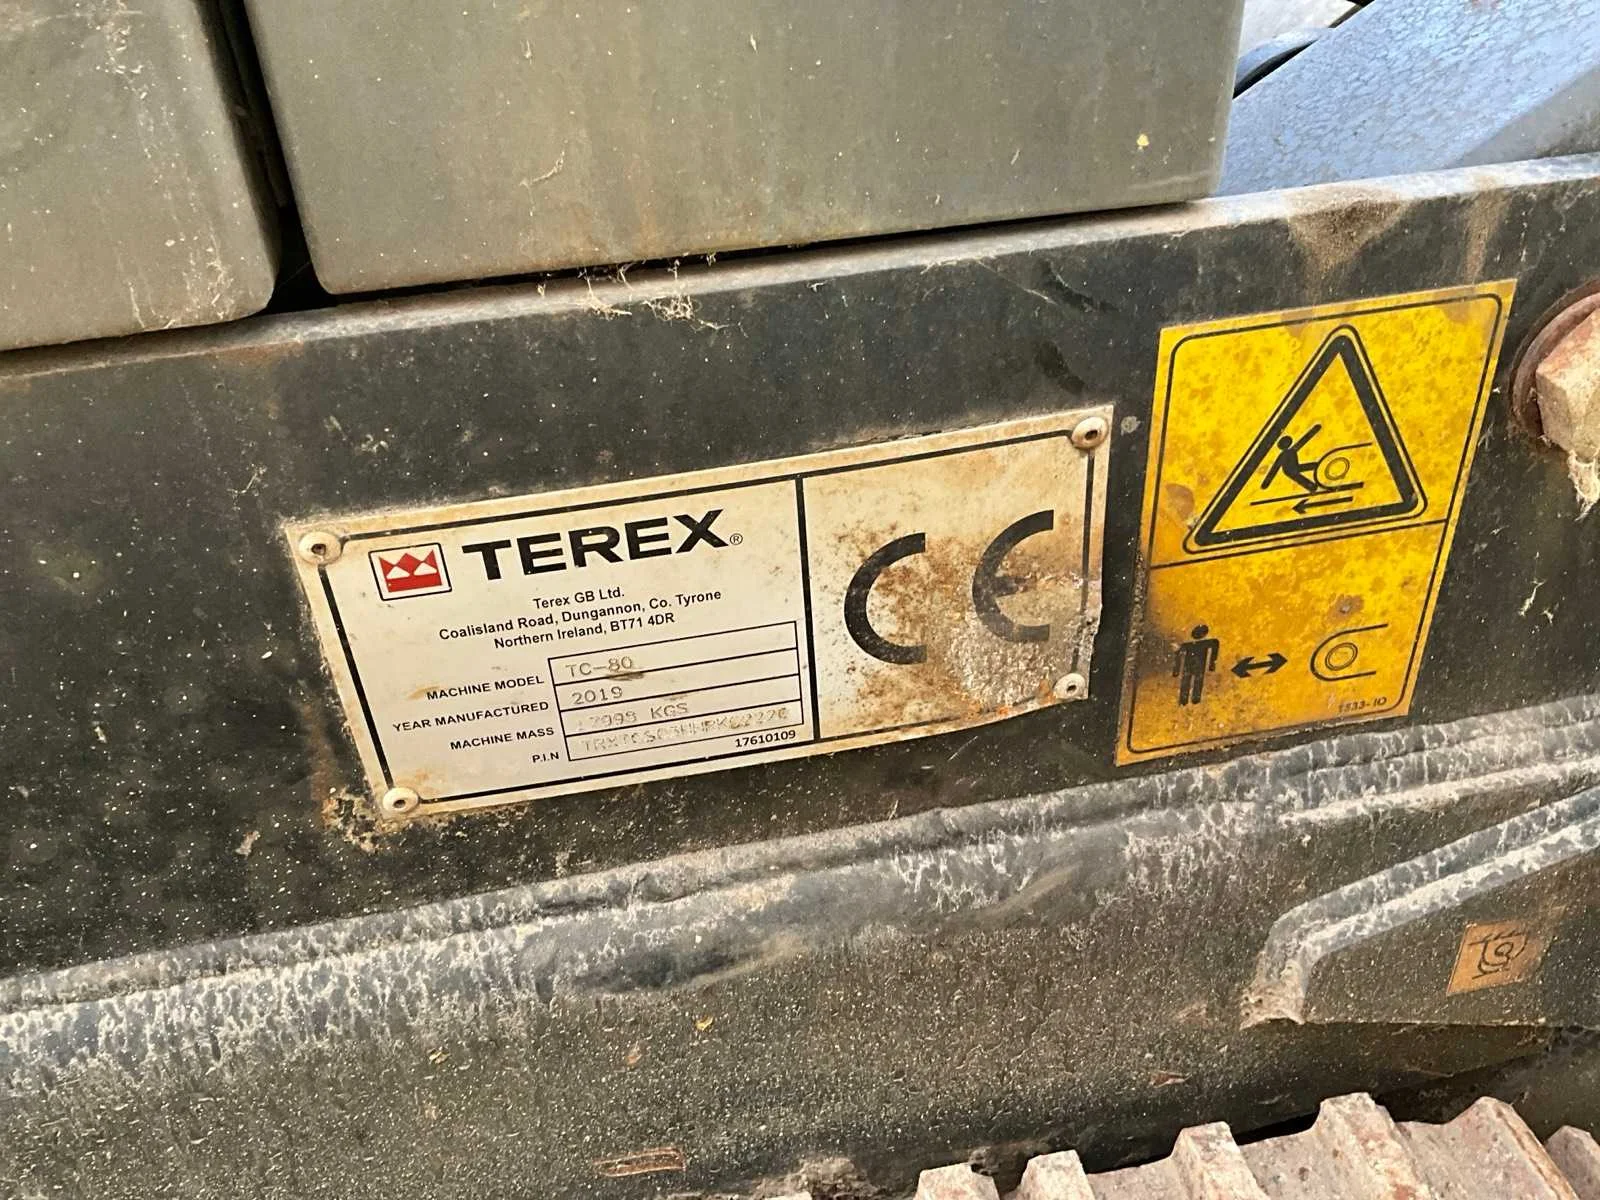 TEREX®
Terex GB Ltd.
Coalisland Road, Dungannon, Co. Tyrone
Northern Ireland, BT71 4DR
MACHINE MODEL TC-80
YEAR MANUFACTURED 2019
MACHINE MASS KGS
P.I.N
17610109
CE
1533-10